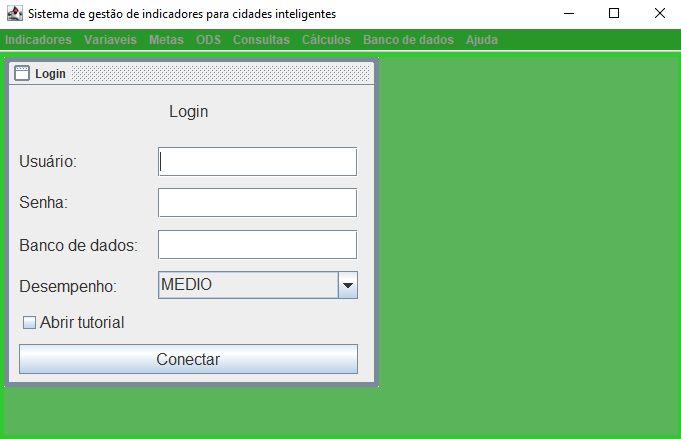 Sistema de gestão de indicadores para cidades inteligentes
Indicadores Variaveis Metas ODS Consultas Cálculos Banco de dados Ajuda
Login
Login
Usuário:
Senha:
Banco de dados:
Desempenho: MEDIO
Abrir tutorial
Conectar